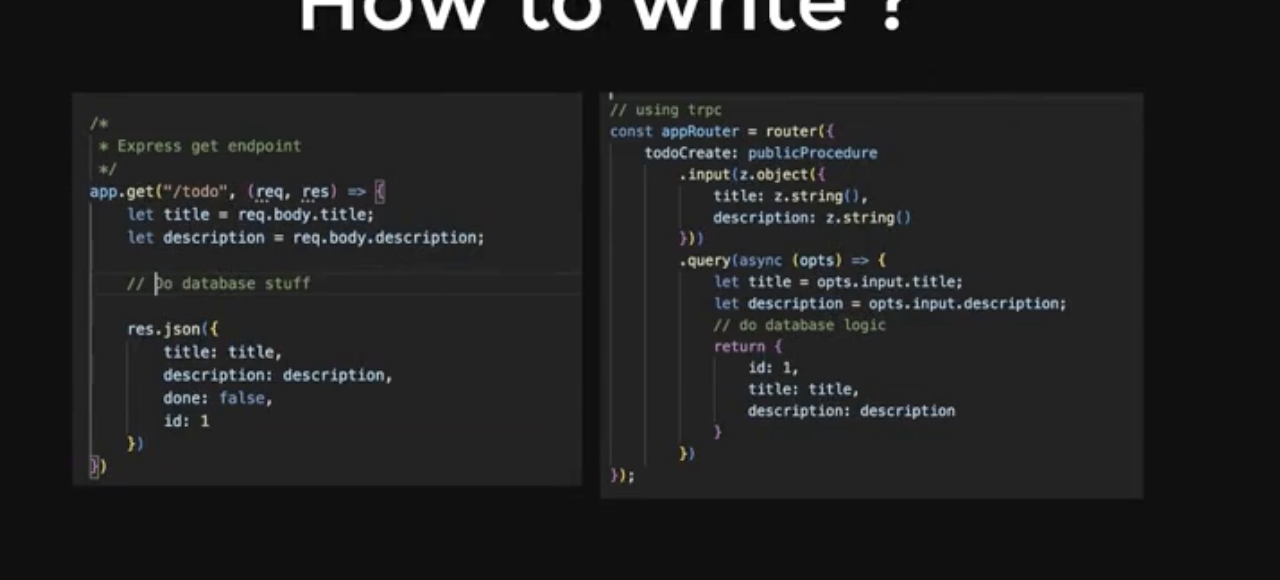 How to write ?
/*
* Express get endpoint
*/
app.get("/todo", (req, res) => {
let title = req.body.title;
let description = req.body.description;
// Do database stuff
res.json({
title: title,
description: description,
done: false,
id: 1
})
})
// using trpc
const appRouter = router({
todoCreate: publicProcedure
.input(z.object({
title: z.string(),
description: z.string()
}))
.query(async (opts) => {
let title = opts.input.title;
let description = opts.input.description;
// do database logic
return {
id: 1,
title: title,
description: description
}
})
});